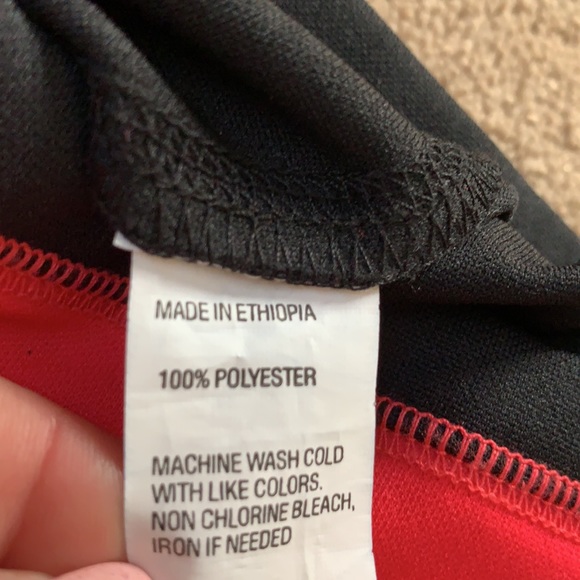 MADE IN ETHIOPIA
100% POLYESTER
MACHINE WASH COLD
WITH LIKE COLORS.
NON CHLORINE BLEACH,
IRON IF NEEDED